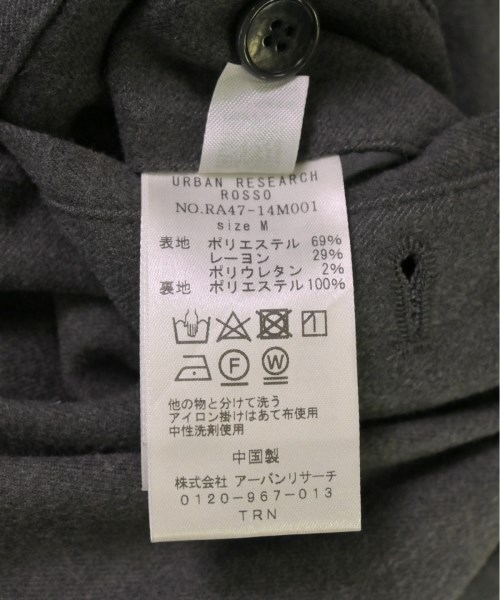 URBAN RESEARCH
ROSSO
NO.RA47-14M001
size M
表地 ポリエステル 69%
レーヨン 29%
ポリウレタン 2%
裏地 ポリエステル 100%
F W
他の物と分けて洗う
アイロン掛けはあて布使用
中性洗剤使用
中国製
株式会社 アーバンリサーチ
0120-967-013
TRN